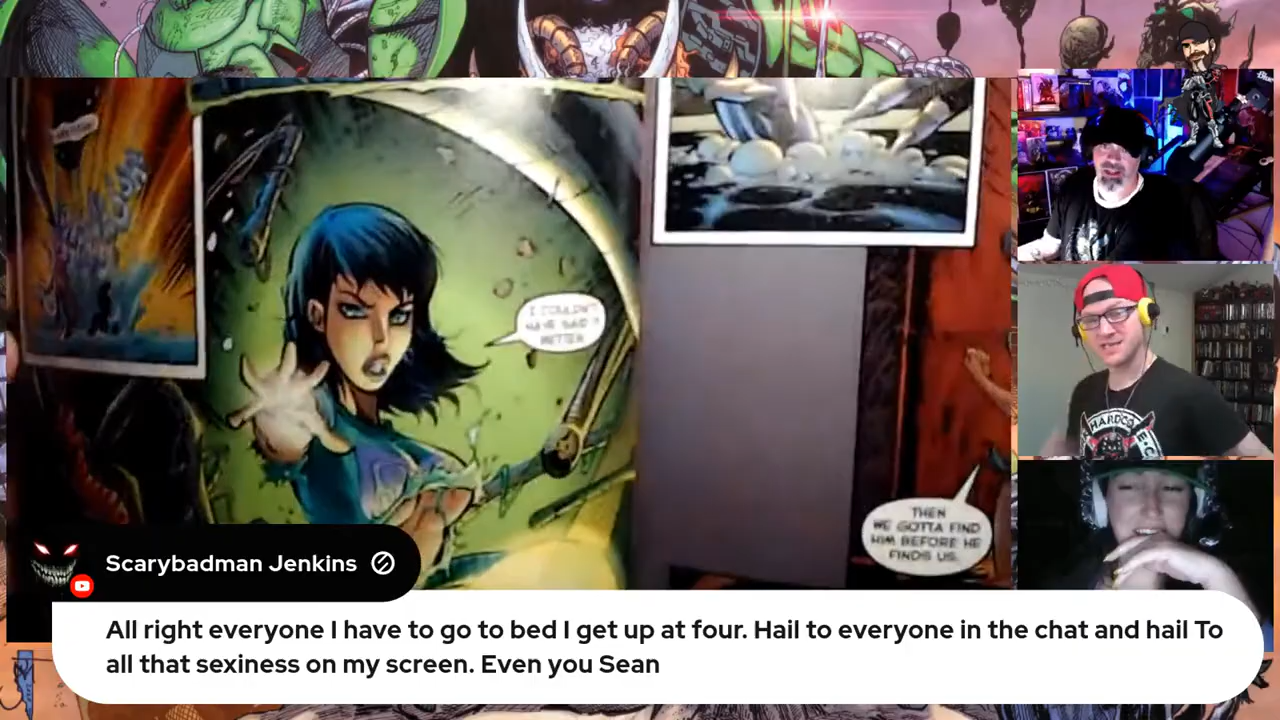 I COULDN'T
HAVE SAID IT
BETTER
THEN
WE GOTTA FIND
HIM BEFORE HE
FINDS US.
HARDCO
Scarybadman Jenkins
All right everyone I have to go to bed I get up at four. Hail to everyone in the chat and hail To
all that sexiness on my screen. Even you Sean